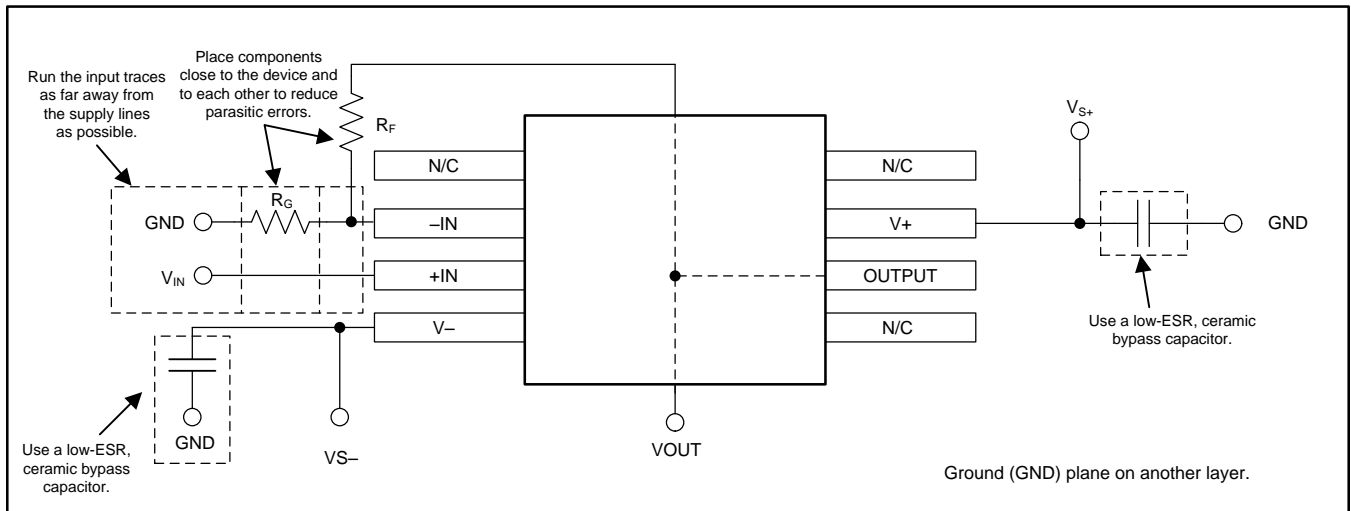 Run the input traces
as far away from
the supply lines
as possible.
Place components
close to the device and
to each other to reduce
parasitic errors.
RF
N/C
RG
GND
–IN
VIN
+IN
V–
GND
Use a low-ESR,
ceramic bypass
capacitor.
VS–
VOUT
N/C
V+
OUTPUT
N/C
VS+
GND
Use a low-ESR, ceramic
bypass capacitor.
Ground (GND) plane on another layer.